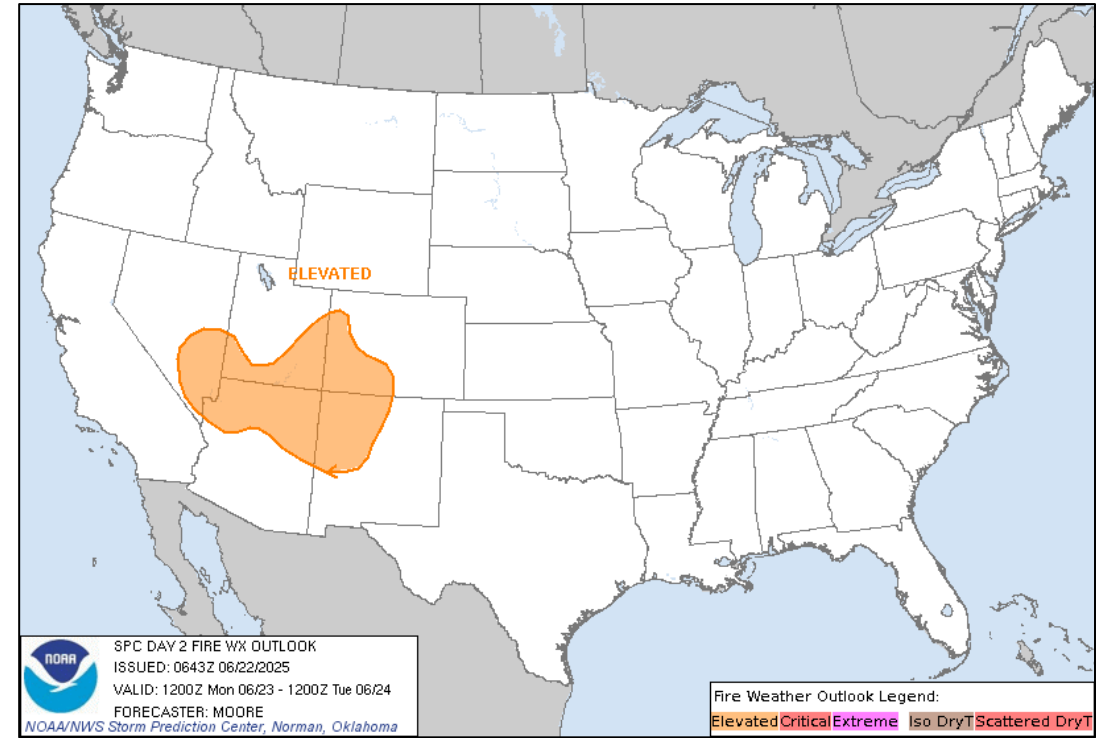 ELEVATED
NOAA
SPC DAY 2 FIRE WX OUTLOOK
ISSUED: 0643Z 06/22/2025
VALID: 1200Z Mon 06/23 - 1200Z Tue 06/24
FORECASTER: MOORE
NOAA/NWS Storm Prediction Center, Norman, Oklahoma
Fire Weather Outlook Legend:
Elevated Critical Extreme Iso DryT Scattered DryT